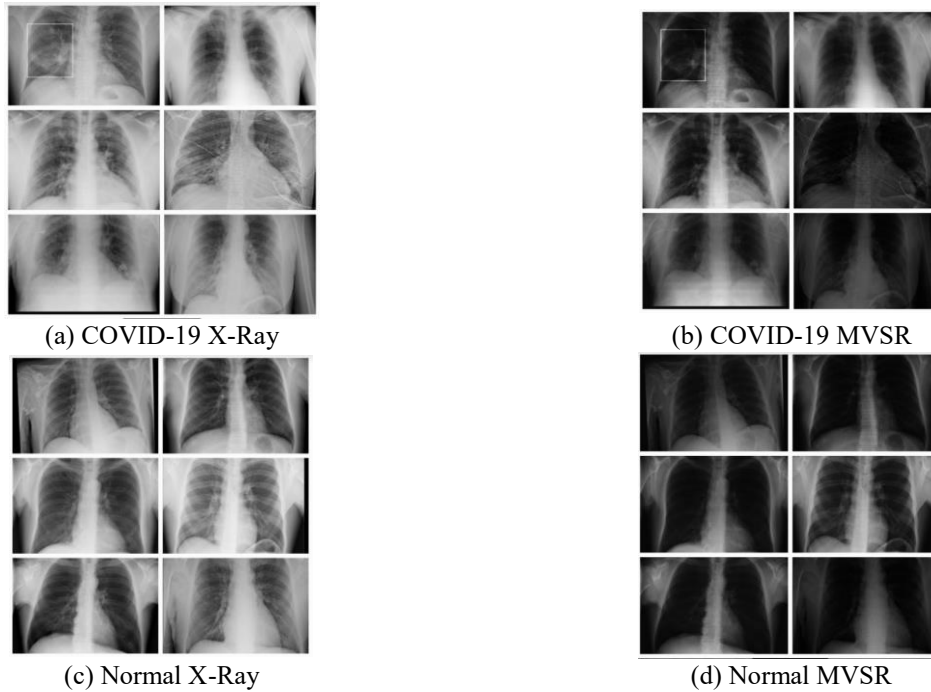 (a) COVID-19 X-Ray
(b) COVID-19 MVSR
(c) Normal X-Ray
(d) Normal MVSR